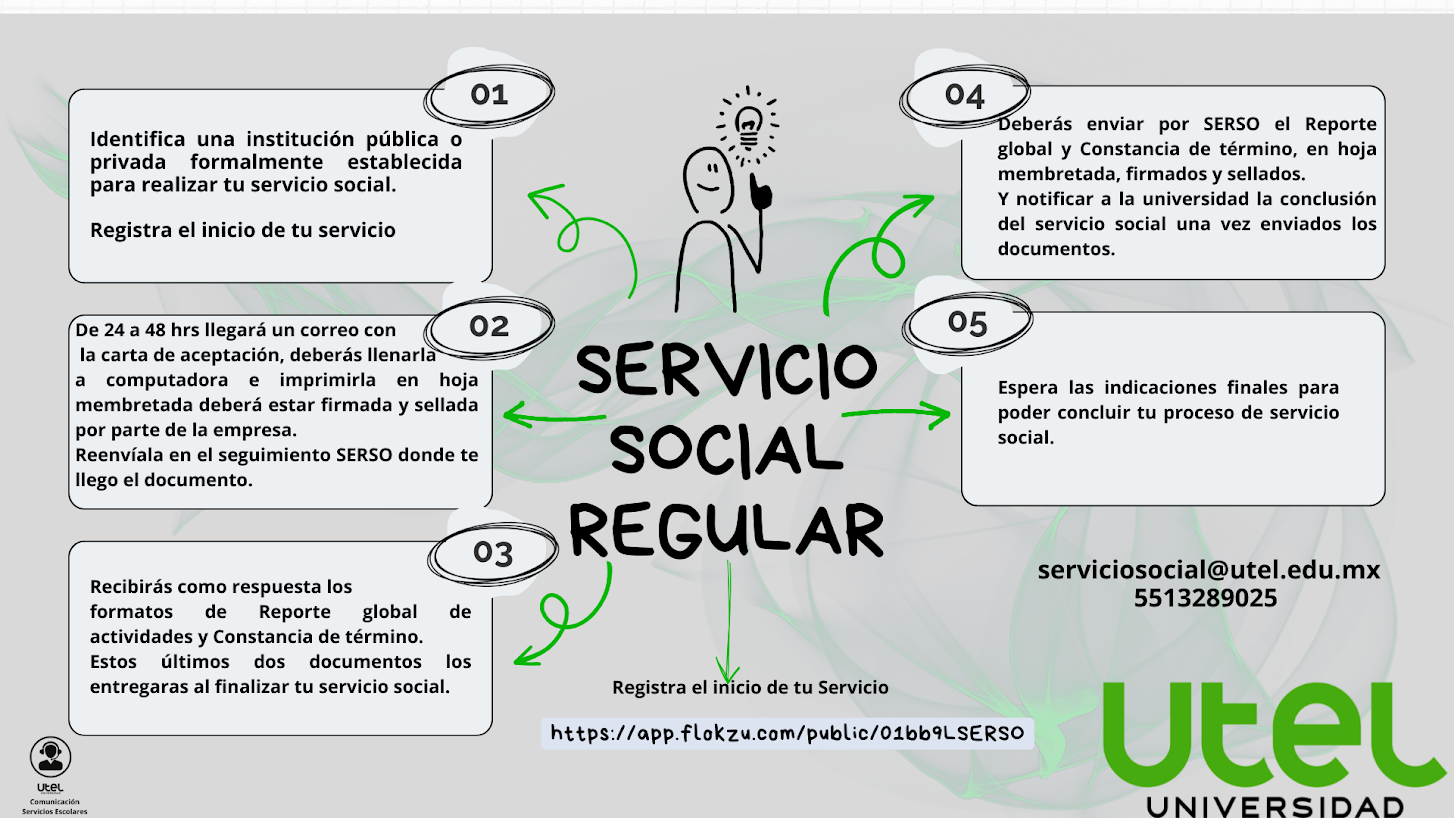 01
Identifica una institución pública o
privada formalmente establecida
para realizar tu servicio social.
Registra el inicio de tu servicio
02
De 24 a 48 hrs llegará un correo con
la carta de aceptación, deberás llenarla
a computadora e imprimirla en hoja
membretada deberá estar firmada y sellada
por parte de la empresa.
Reenvíala en el seguimiento SERSO donde te
llego el documento.
03
Recibirás como respuesta los
formatos de Reporte global de
actividades y Constancia de término.
Estos últimos dos documentos los
entregaras al finalizar tu servicio social.
SERVICIO
SOCIAL
REGULAR
Registra el inicio de tu Servicio
https://app.flokzu.com/public/01bb9LSERSO
04
Deberás enviar por SERSO el Reporte
global y Constancia de término, en hoja
membretada, firmados y sellados.
Y notificar a la universidad la conclusión
del servicio social una vez enviados los
documentos.
05
Espera las indicaciones finales para
poder concluir tu proceso de servicio
social.
serviciosocial@utel.edu.mx
5513289025
utel
UNIVERSIDAD
utel
UNIVERSIDAD
Comunicación
Servicios Escolares